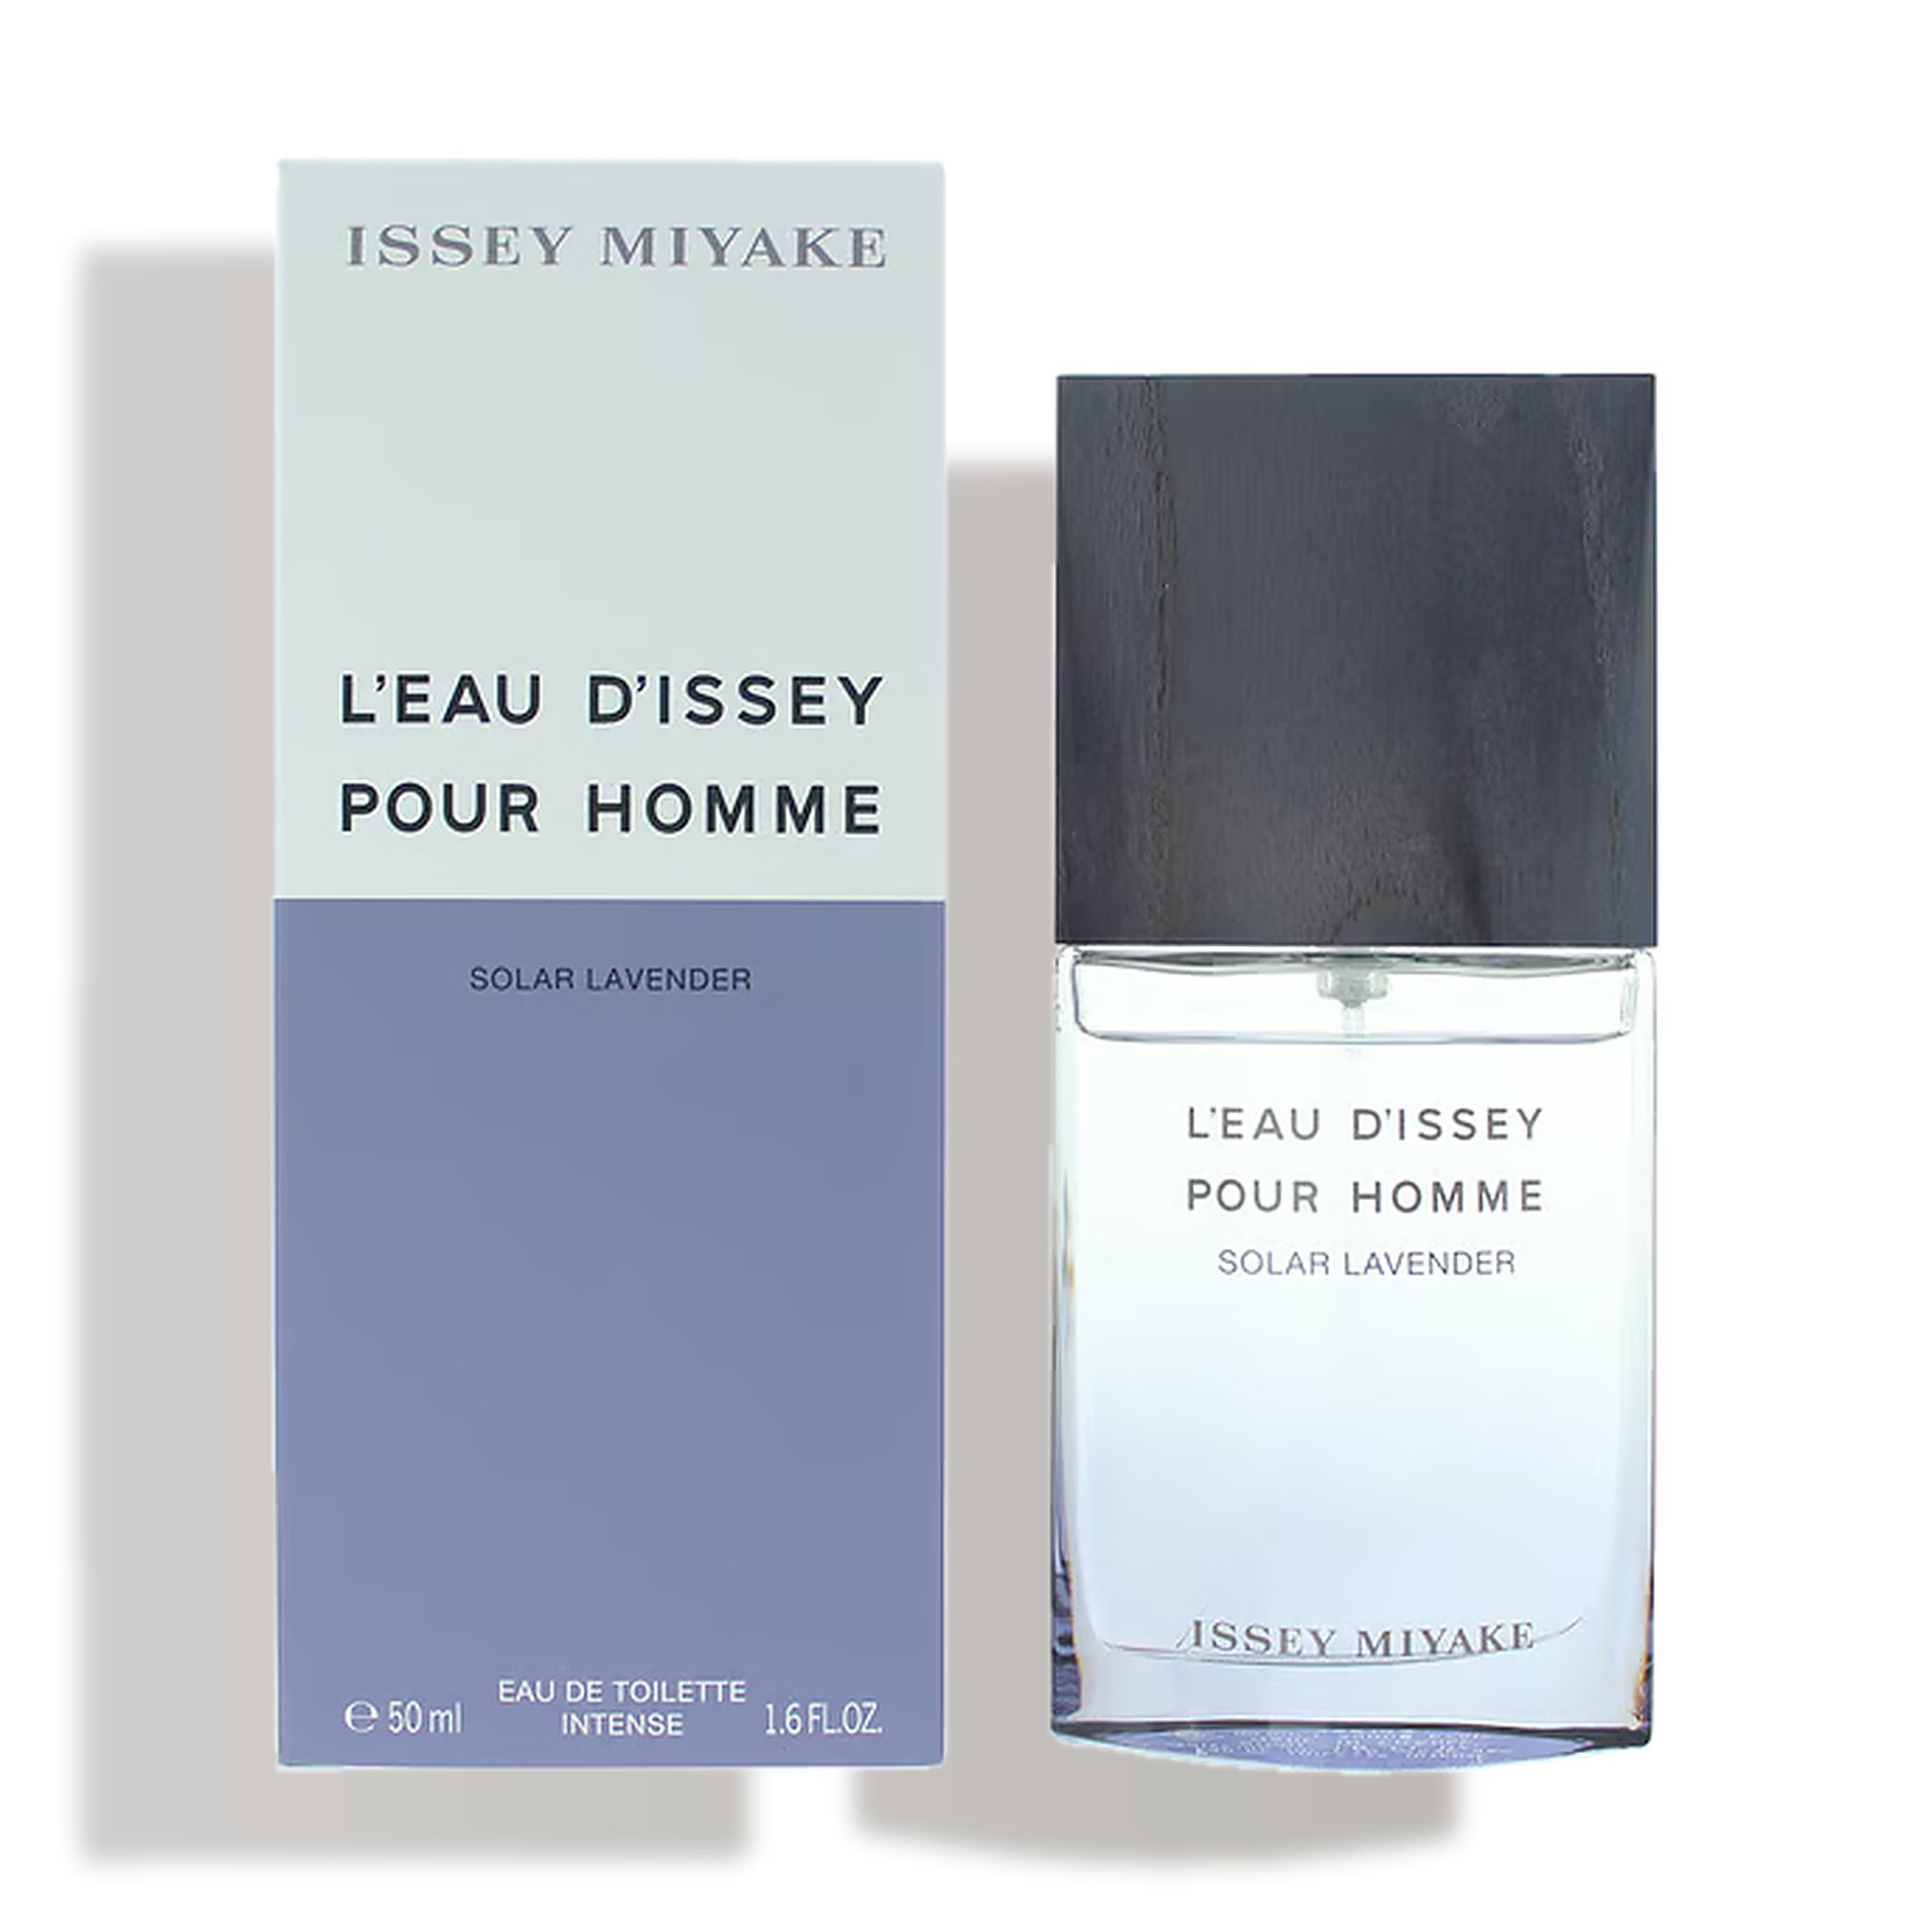 ISSEY MIYAKE
L'EAU D'ISSEY
POUR HOMME
SOLAR LAVENDER
℮ 50 ml
EAU DE TOILETTE
INTENSE
1.6 FL.OZ.
L'EAU D'ISSEY
POUR HOMME
SOLAR LAVENDER
ISSEY MIYAKE